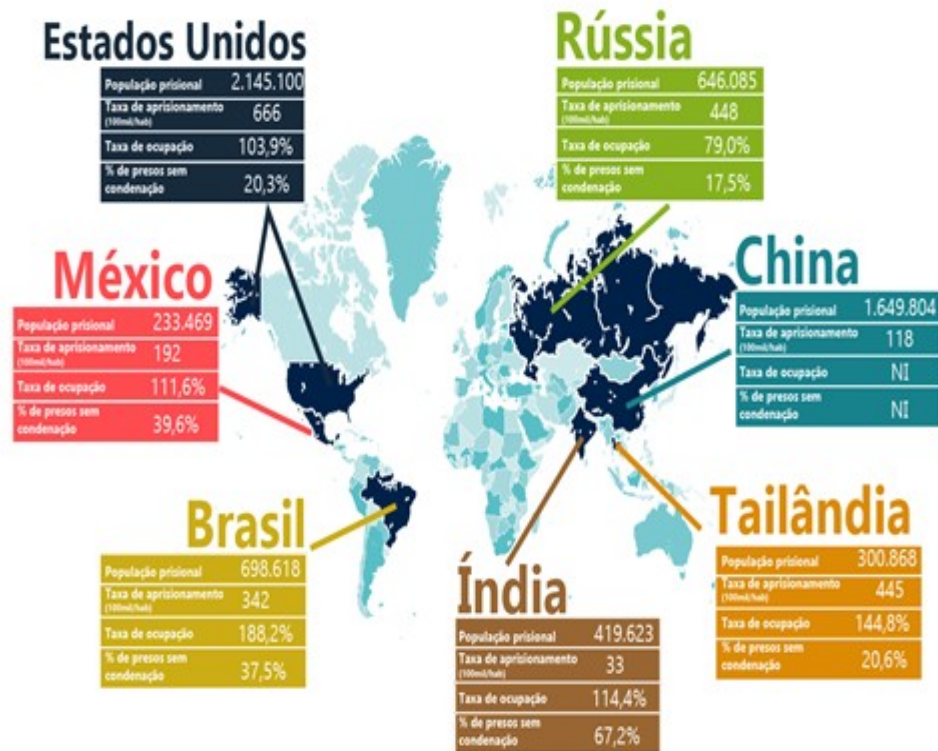 Estados Unidos
População prisional 2.145.100
Taxa de aprisionamento
(100mil/hab) 666
Taxa de ocupação 103,9%
% de presos sem
condenação 20,3%
Rússia
População prisional 646.085
Taxa de aprisionamento
(100mil/hab) 448
Taxa de ocupação 79,0%
% de presos sem
condenação 17,5%
México
População prisional 233.469
Taxa de aprisionamento
(100mil/hab) 192
Taxa de ocupação 111,6%
% de presos sem
condenação 39,6%
China
População prisional 1.649.804
Taxa de aprisionamento
(100mil/hab) 118
Taxa de ocupação NI
% de presos sem
condenação NI
Brasil
População prisional 698.618
Taxa de aprisionamento
(100mil/hab) 342
Taxa de ocupação 188,2%
% de presos sem
condenação 37,5%
Índia
População prisional 419.623
Taxa de aprisionamento
(100mil/hab) 33
Taxa de ocupação 114,4%
% de presos sem
condenação 67,2%
Tailândia
População prisional 300.868
Taxa de aprisionamento
(100mil/hab) 445
Taxa de ocupação 144,8%
% de presos sem
condenação 20,6%